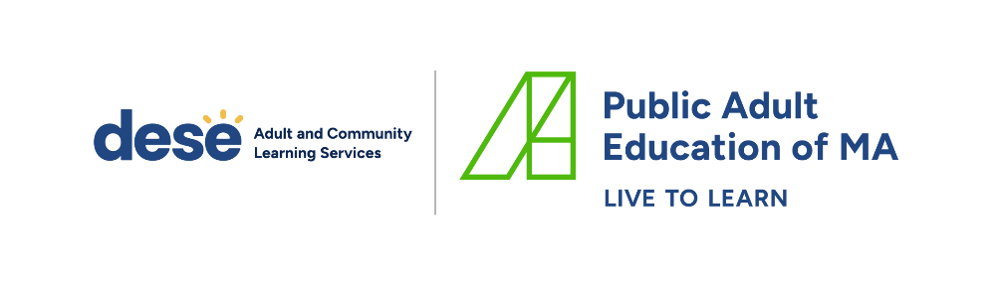 dese
Adult and Community
Learning Services
Public Adult
Education of MA
LIVE TO LEARN